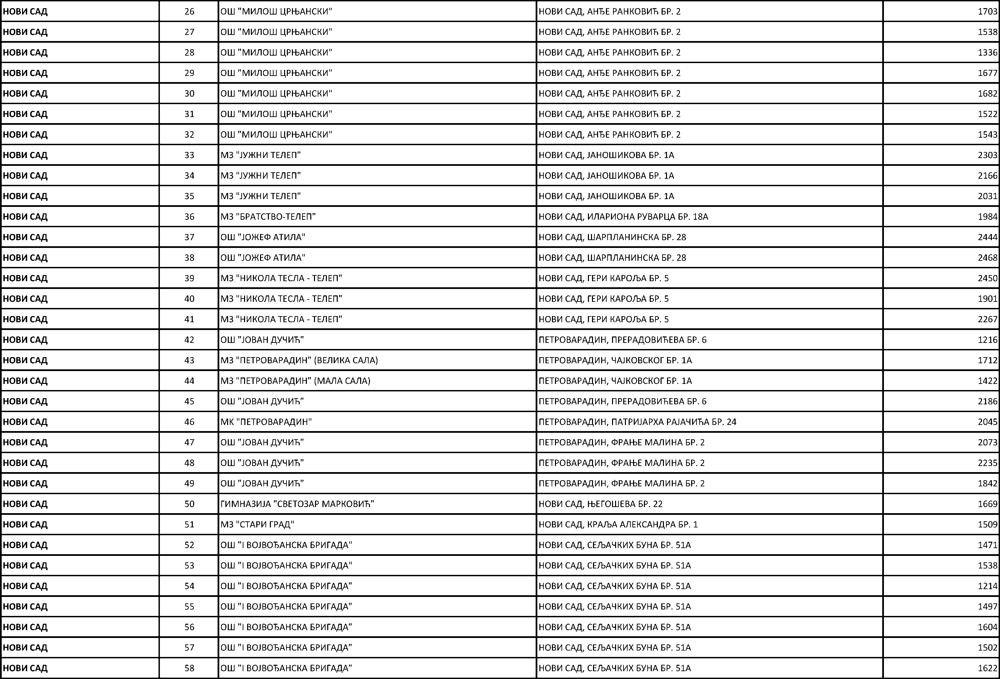 НОВИ САД 26 ОШ "МИЛОШ ЦРЊАНСКИ" НОВИ САД, АНЂЕ РАНКОВИЋ БР. 2 1703
НОВИ САД 27 ОШ "МИЛОШ ЦРЊАНСКИ" НОВИ САД, АНЂЕ РАНКОВИЋ БР. 2 1538
НОВИ САД 28 ОШ "МИЛОШ ЦРЊАНСКИ" НОВИ САД, АНЂЕ РАНКОВИЋ БР. 2 1336
НОВИ САД 29 ОШ "МИЛОШ ЦРЊАНСКИ" НОВИ САД, АНЂЕ РАНКОВИЋ БР. 2 1677
НОВИ САД 30 ОШ "МИЛОШ ЦРЊАНСКИ" НОВИ САД, АНЂЕ РАНКОВИЋ БР. 2 1682
НОВИ САД 31 ОШ "МИЛОШ ЦРЊАНСКИ" НОВИ САД, АНЂЕ РАНКОВИЋ БР. 2 1522
НОВИ САД 32 ОШ "МИЛОШ ЦРЊАНСКИ" НОВИ САД, АНЂЕ РАНКОВИЋ БР. 2 1543
НОВИ САД 33 МЗ "ЈУЖНИ ТЕЛЕП" НОВИ САД, ЈАНОШИКОВА БР. 1А 2303
НОВИ САД 34 МЗ "ЈУЖНИ ТЕЛЕП" НОВИ САД, ЈАНОШИКОВА БР. 1А 2166
НОВИ САД 35 МЗ "ЈУЖНИ ТЕЛЕП" НОВИ САД, ЈАНОШИКОВА БР. 1А 2031
НОВИ САД 36 МЗ "БРАТСТВО-ТЕЛЕП" НОВИ САД, ИЛАРИОНА РУВАРЦА БР. 18А 1984
НОВИ САД 37 ОШ "ЈОЖЕФ АТИЛА" НОВИ САД, ШАРПЛАНИНСКА БР. 28 2444
НОВИ САД 38 ОШ "ЈОЖЕФ АТИЛА" НОВИ САД, ШАРПЛАНИНСКА БР. 28 2468
НОВИ САД 39 МЗ "НИКОЛА ТЕСЛА - ТЕЛЕП" НОВИ САД, ГЕРИ КАРОЉА БР. 5 2450
НОВИ САД 40 МЗ "НИКОЛА ТЕСЛА - ТЕЛЕП" НОВИ САД, ГЕРИ КАРОЉА БР. 5 1901
НОВИ САД 41 МЗ "НИКОЛА ТЕСЛА - ТЕЛЕП" НОВИ САД, ГЕРИ КАРОЉА БР. 5 2267
НОВИ САД 42 ОШ "ЈОВАН ДУЧИЋ" ПЕТРОВАРАДИН, ПРЕРАДОВИЋЕВА БР. 6 1216
НОВИ САД 43 МЗ "ПЕТРОВАРАДИН" (ВЕЛИКА САЛА) ПЕТРОВАРАДИН, ЧАЈКОВСКОГ БР. 1А 1712
НОВИ САД 44 МЗ "ПЕТРОВАРАДИН" (МАЛА САЛА) ПЕТРОВАРАДИН, ЧАЈКОВСКОГ БР. 1А 1422
НОВИ САД 45 ОШ "ЈОВАН ДУЧИЋ" ПЕТРОВАРАДИН, ПРЕРАДОВИЋЕВА БР. 6 2186
НОВИ САД 46 МК "ПЕТРОВАРАДИН" ПЕТРОВАРАДИН, ПАТРИЈАРХА РАЈАЧИЋА БР. 24 2045
НОВИ САД 47 ОШ "ЈОВАН ДУЧИЋ" ПЕТРОВАРАДИН, ФРАЊЕ МАЛИНА БР. 2 2073
НОВИ САД 48 ОШ "ЈОВАН ДУЧИЋ" ПЕТРОВАРАДИН, ФРАЊЕ МАЛИНА БР. 2 2235
НОВИ САД 49 ОШ "ЈОВАН ДУЧИЋ" ПЕТРОВАРАДИН, ФРАЊЕ МАЛИНА БР. 2 1842
НОВИ САД 50 ГИМНАЗИЈА "СВЕТОЗАР МАРКОВИЋ" НОВИ САД, ЊЕГОШЕВА БР. 22 1669
НОВИ САД 51 МЗ "СТАРИ ГРАД" НОВИ САД, КРАЉА АЛЕКСАНДРА БР. 1 1509
НОВИ САД 52 ОШ "I ВОЈВОЂАНСКА БРИГАДА" НОВИ САД, СЕЉАЧКИХ БУНА БР. 51А 1471
НОВИ САД 53 ОШ "I ВОЈВОЂАНСКА БРИГАДА" НОВИ САД, СЕЉАЧКИХ БУНА БР. 51А 1538
НОВИ САД 54 ОШ "I ВОЈВОЂАНСКА БРИГАДА" НОВИ САД, СЕЉАЧКИХ БУНА БР. 51А 1214
НОВИ САД 55 ОШ "I ВОЈВОЂАНСКА БРИГАДА" НОВИ САД, СЕЉАЧКИХ БУНА БР. 51А 1497
НОВИ САД 56 ОШ "I ВОЈВОЂАНСКА БРИГАДА" НОВИ САД, СЕЉАЧКИХ БУНА БР. 51А 1604
НОВИ САД 57 ОШ "I ВОЈВОЂАНСКА БРИГАДА" НОВИ САД, СЕЉАЧКИХ БУНА БР. 51А 1502
НОВИ САД 58 ОШ "I ВОЈВОЂАНСКА БРИГАДА" НОВИ САД, СЕЉАЧКИХ БУНА БР. 51А 1622